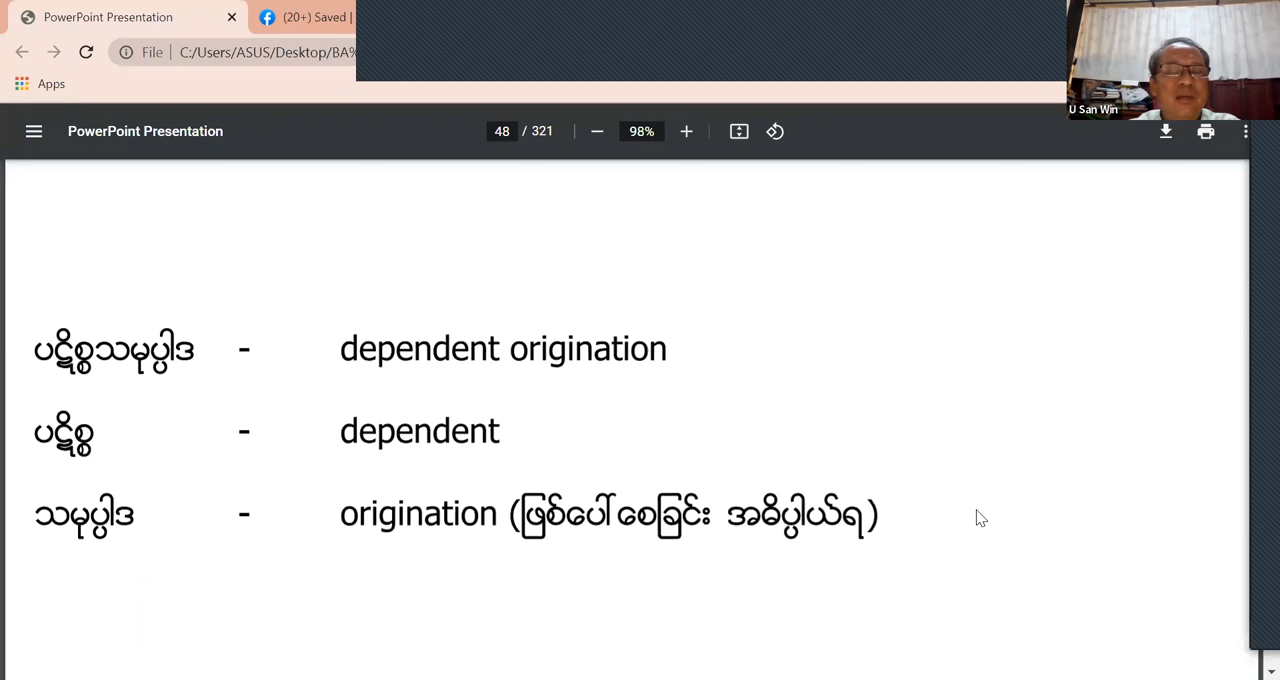 PowerPoint Presentation
(20+) Saved |
File | C:/Users/ASUS/Desktop/BA%
Apps
U San Win
PowerPoint Presentation
48 / 321
98%
ပဋိစ္စသမုပ္ပါဒ - dependent origination
ပဋိစ္စ - dependent
သမုပ္ပါဒ - origination (ဖြစ်ပေါ်စေခြင်း အဓိပ္ပါယ်ရ)